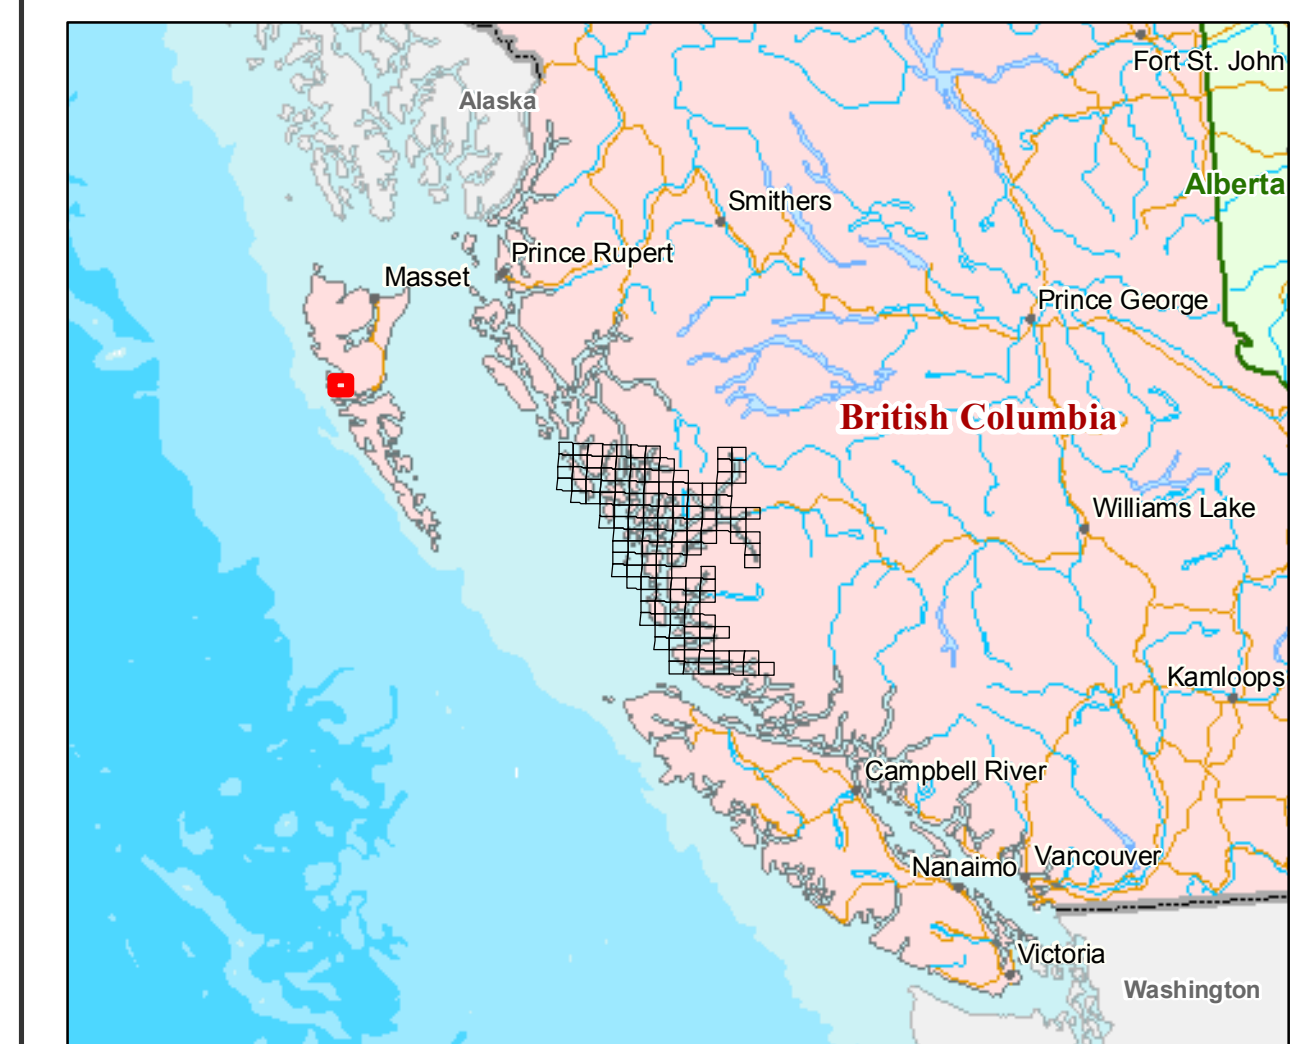 Fort St. John
Alaska
Alberta
Smithers
Prince Rupert
Masset
Prince George
British Columbia
Williams Lake
Kamloops
Campbell River
Vancouver
Nanaimo
Victoria
Washington